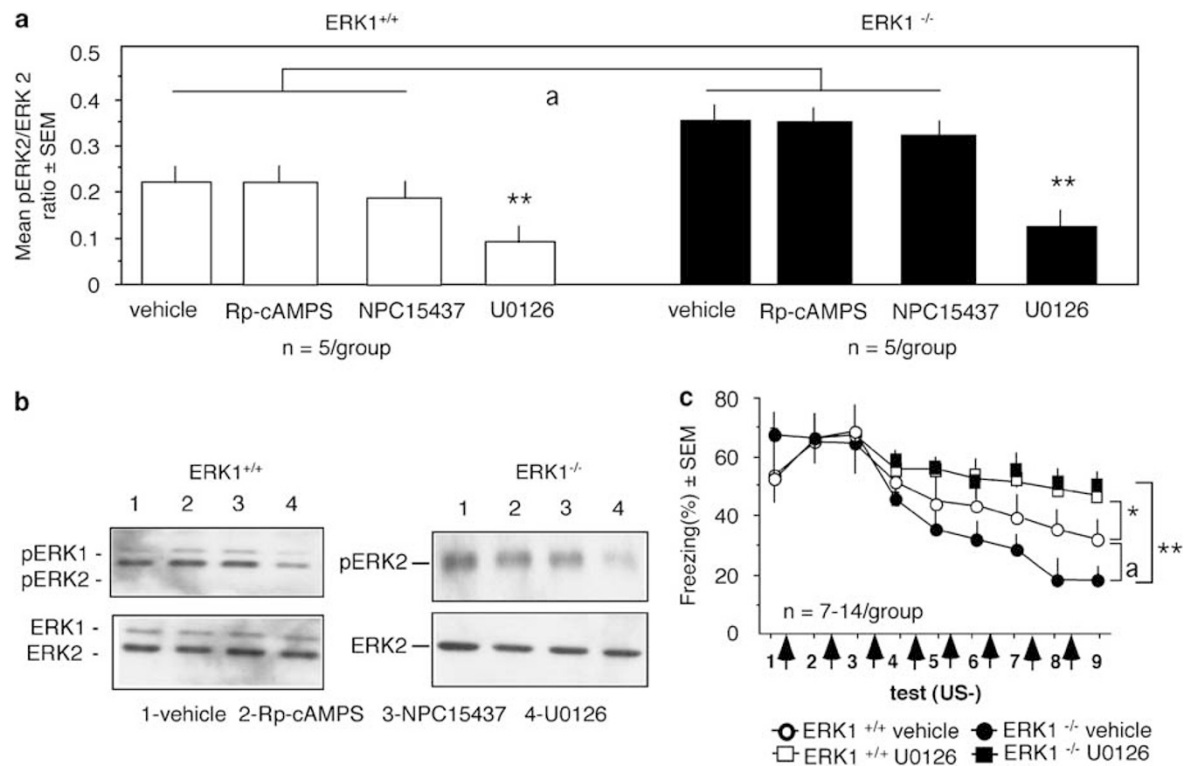 a
ERK1+/+ ERK1 -/-
Mean pERK2/ERK 2
ratio ± SEM
0.5
0.4
0.3
0.2
0.1
0
a
** **
vehicle Rp-cAMPS NPC15437 U0126 vehicle Rp-cAMPS NPC15437 U0126
n = 5/group n = 5/group
b
ERK1+/+ ERK1-/-
1 2 3 4 1 2 3 4
pERK1 -
pERK2 -
pERK2
ERK1 -
ERK2 -
ERK2
1-vehicle 2-Rp-cAMPS 3-NPC15437 4-U0126
c
Freezing(%) ± SEM
80
60
40
20
0
*
**
a
n = 7-14/group
1 2 3 4 5 6 7 8 9
test (US-)
ERK1 +/+ vehicle ERK1 -/- vehicle
ERK1 +/+ U0126 ERK1 -/- U0126